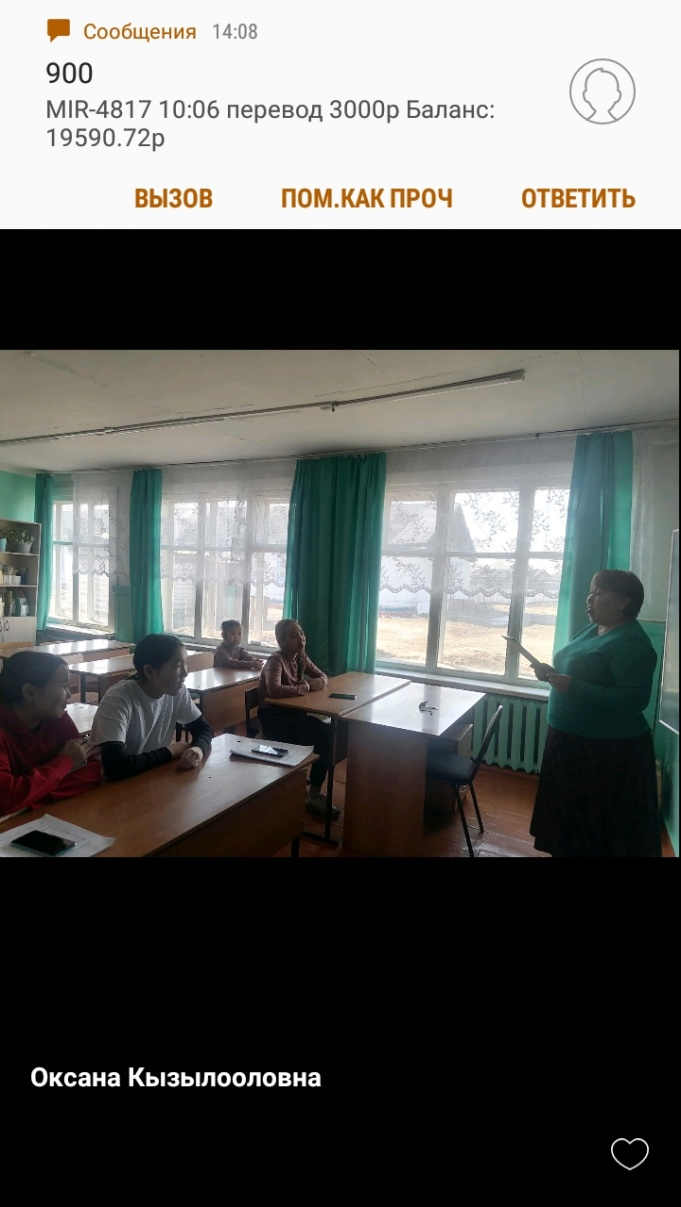 Сообщения 14:08
900
MIR-4817 10:06 перевод 3000р Баланс:
19590.72р
ВЫЗОВ ПОМ.КАК ПРОЧ ОТВЕТИТЬ
Оксана Кызылооловна